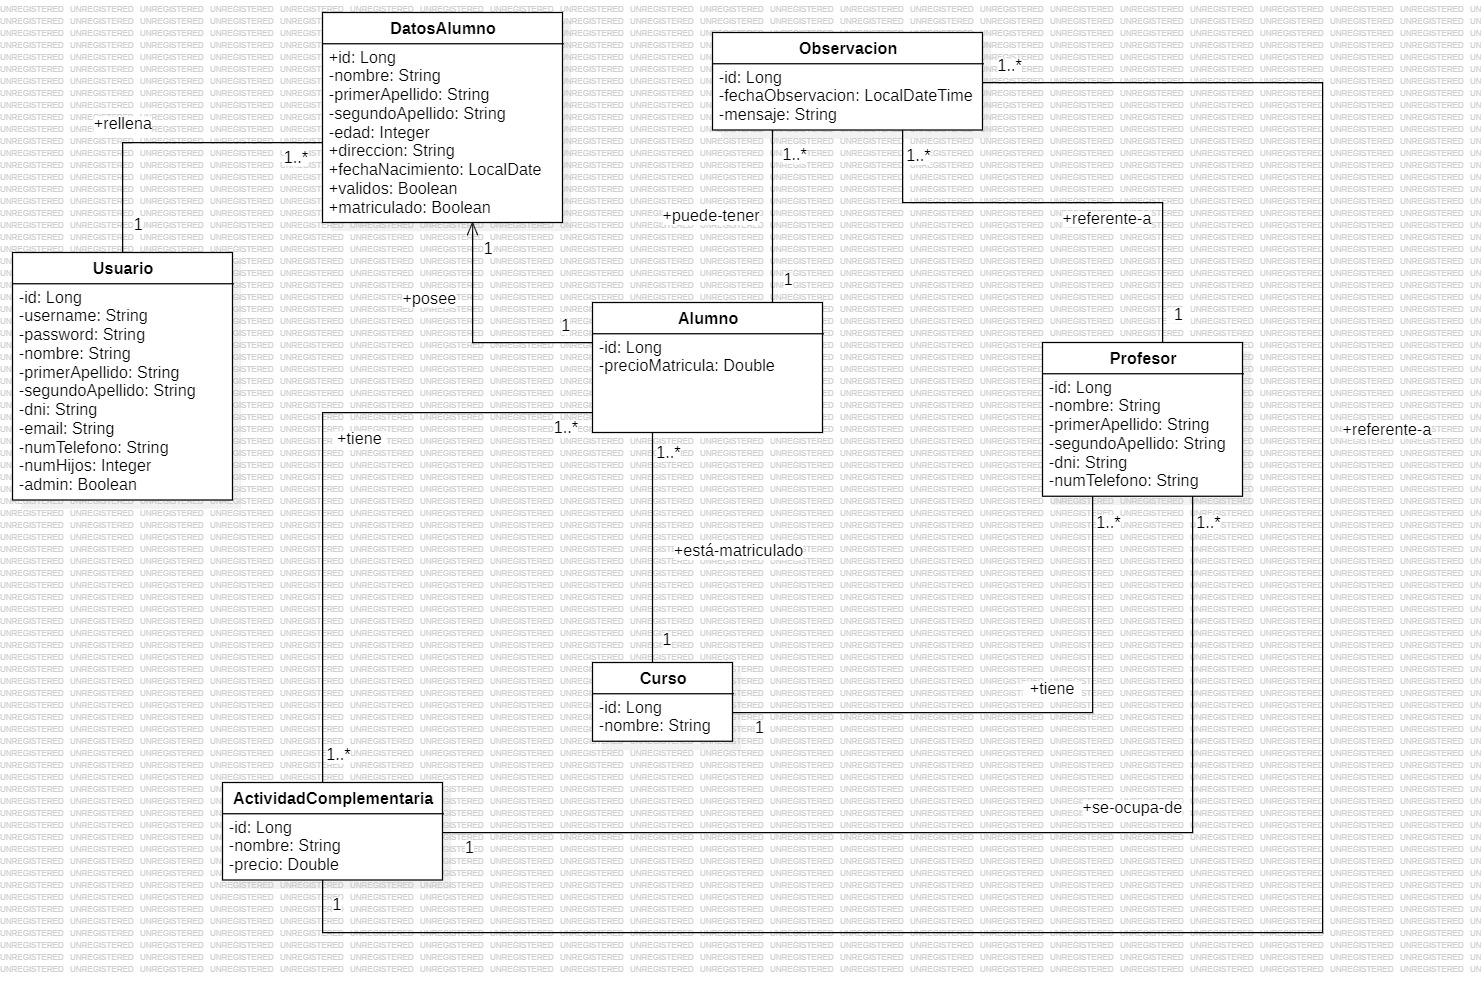 DatosAlumno
+id: Long
-nombre: String
-primerApellido: String
-segundoApellido: String
-edad: Integer
+direccion: String
+fechaNacimiento: LocalDate
+validos: Boolean
+matriculado: Boolean
Observacion
-id: Long
-fechaObservacion: LocalDateTime
-mensaje: String
1..*
+rellena
1..*
1
1..*
1..*
+puede-tener
+referente-a
1
+posee
1
1
1
Usuario
-id: Long
-username: String
-password: String
-nombre: String
-primerApellido: String
-segundoApellido: String
-dni: String
-email: String
-numTelefono: String
-numHijos: Integer
-admin: Boolean
Alumno
-id: Long
-precioMatricula: Double
Profesor
-id: Long
-nombre: String
-primerApellido: String
-segundoApellido: String
-dni: String
-numTelefono: String
+referente-a
+tiene
1..*
1..*
1..*
1..*
+está-matriculado
1
Curso
-id: Long
-nombre: String
+tiene
1
1..*
ActividadComplementaria
-id: Long
-nombre: String
-precio: Double
+se-ocupa-de
1
1
UNREGISTERED